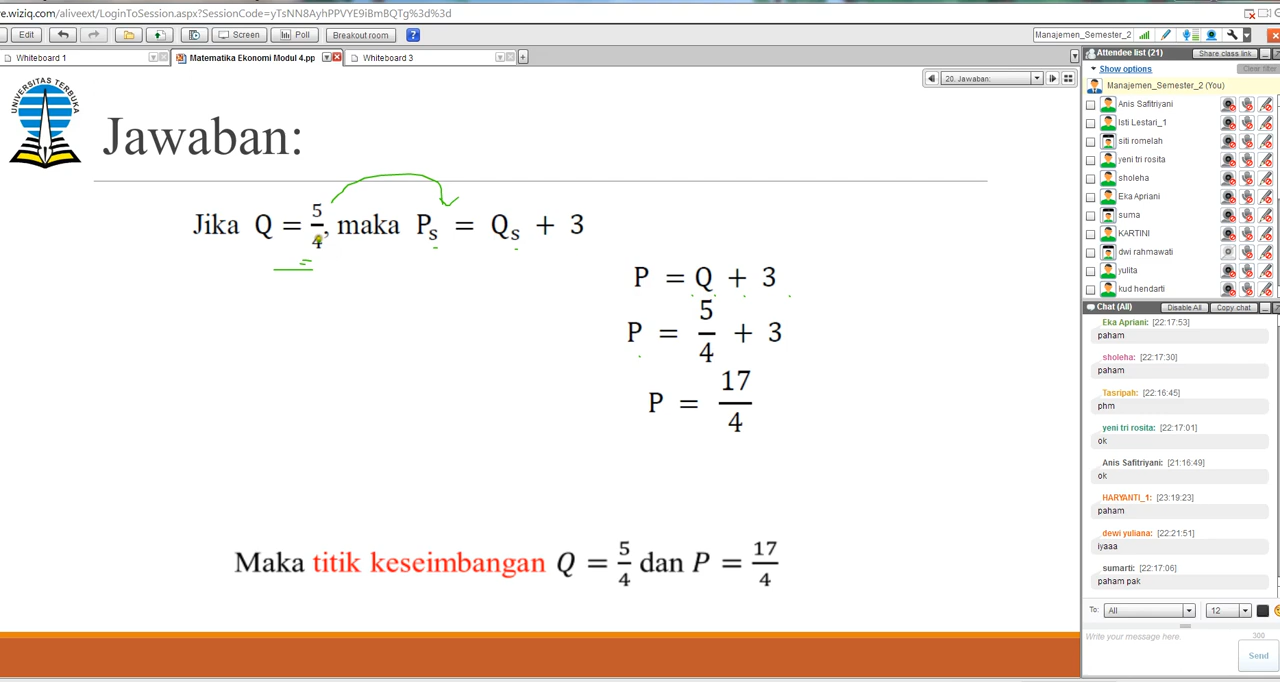 re.wiziq.com/aliveext/LoginToSession.aspx?SessionCode=yTsNN8AyhPPVYE9iBmBQTg%3d%3d
Edit
Screen
Poll
Breakout room
?
Manajemen_Semester_2
Whiteboard 1
Matematika Ekonomi Modul 4.pp
Whiteboard 3
Attendee list (21)
Share class link
Show options
Clear filter
20. Jawaban:
Manajemen_Semester_2 (You)
Anis Safitriyani
Isti Lestari_1
siti romelah
yeni tri rosita
sholeha
Eka Apriani
suma
KARTINI
dwi rahmawati
yulita
kud hendarti
UNIVERSITAS TERBUKA
Jawaban:
Jika Q = 5/4, maka Ps = Qs + 3
P = Q + 3
P = 5/4 + 3
P = 17/4
Maka titik keseimbangan Q = 5/4 dan P = 17/4
Chat (All)
Disable All
Copy chat
Eka Apriani: [22:17:53]
paham
sholeha: [22:17:30]
paham
Tasripah: [22:16:45]
phm
yeni tri rosita: [22:17:01]
ok
Anis Safitriyani: [21:16:49]
ok
HARYANTI_1: [23:19:23]
paham
dewi yuliana: [22:21:51]
iyaaa
sumarti: [22:17:06]
paham pak
To:
All
12
Write your message here.
300
Send